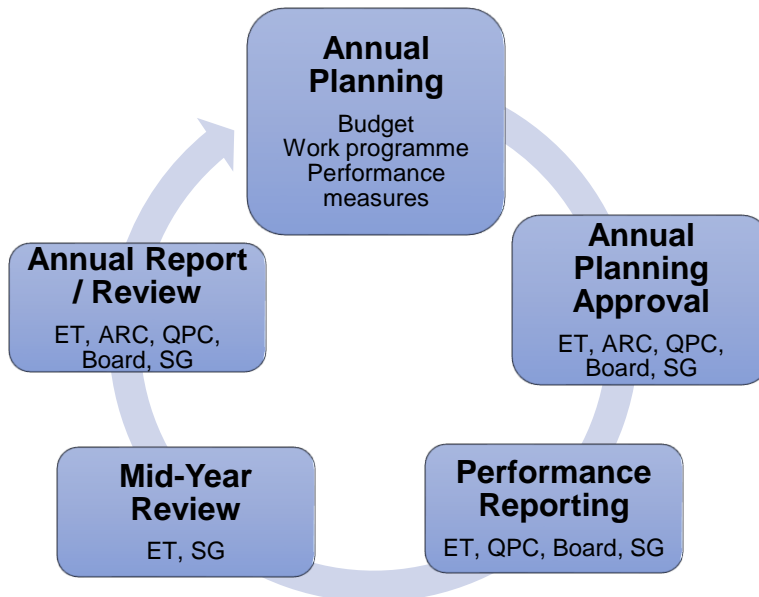 Annual
Planning
Budget
Work programme
Performance
measures
Annual
Planning
Approval
ET, ARC, QPC,
Board, SG
Performance
Reporting
ET, QPC, Board, SG
Mid-Year
Review
ET, SG
Annual Report
/ Review
ET, ARC, QPC,
Board, SG